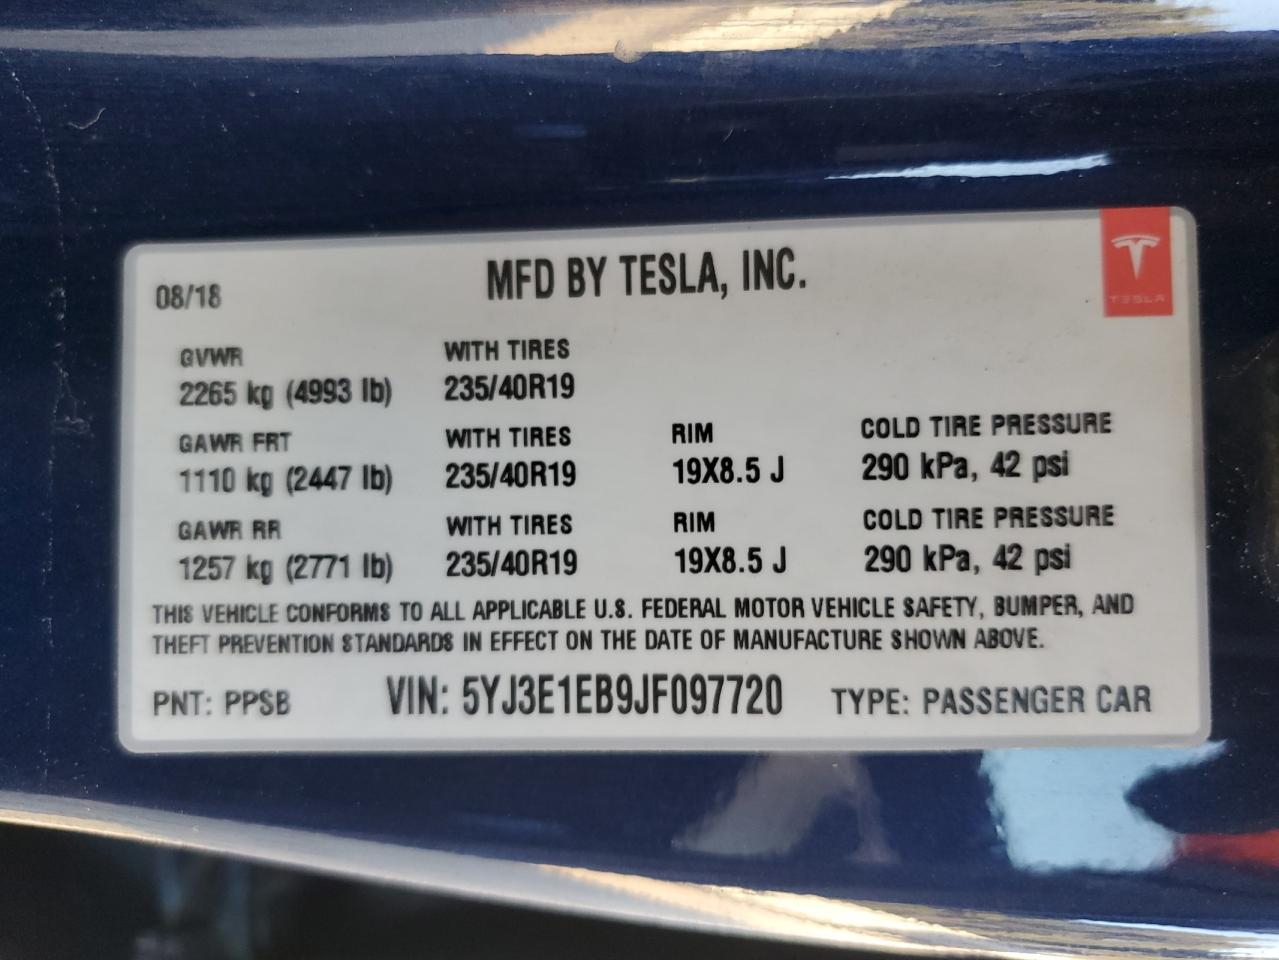 08/18
MFD BY TESLA, INC.
TESLA
GVWR WITH TIRES
2265 kg (4993 lb) 235/40R19
GAWR FRT WITH TIRES RIM COLD TIRE PRESSURE
1110 kg (2447 lb) 235/40R19 19X8.5 J 290 kPa, 42 psi
GAWR RR WITH TIRES RIM COLD TIRE PRESSURE
1257 kg (2771 lb) 235/40R19 19X8.5 J 290 kPa, 42 psi
THIS VEHICLE CONFORMS TO ALL APPLICABLE U.S. FEDERAL MOTOR VEHICLE SAFETY, BUMPER, AND
THEFT PREVENTION STANDARDS IN EFFECT ON THE DATE OF MANUFACTURE SHOWN ABOVE.
PNT: PPSB VIN: 5YJ3E1EB9JF097720 TYPE: PASSENGER CAR